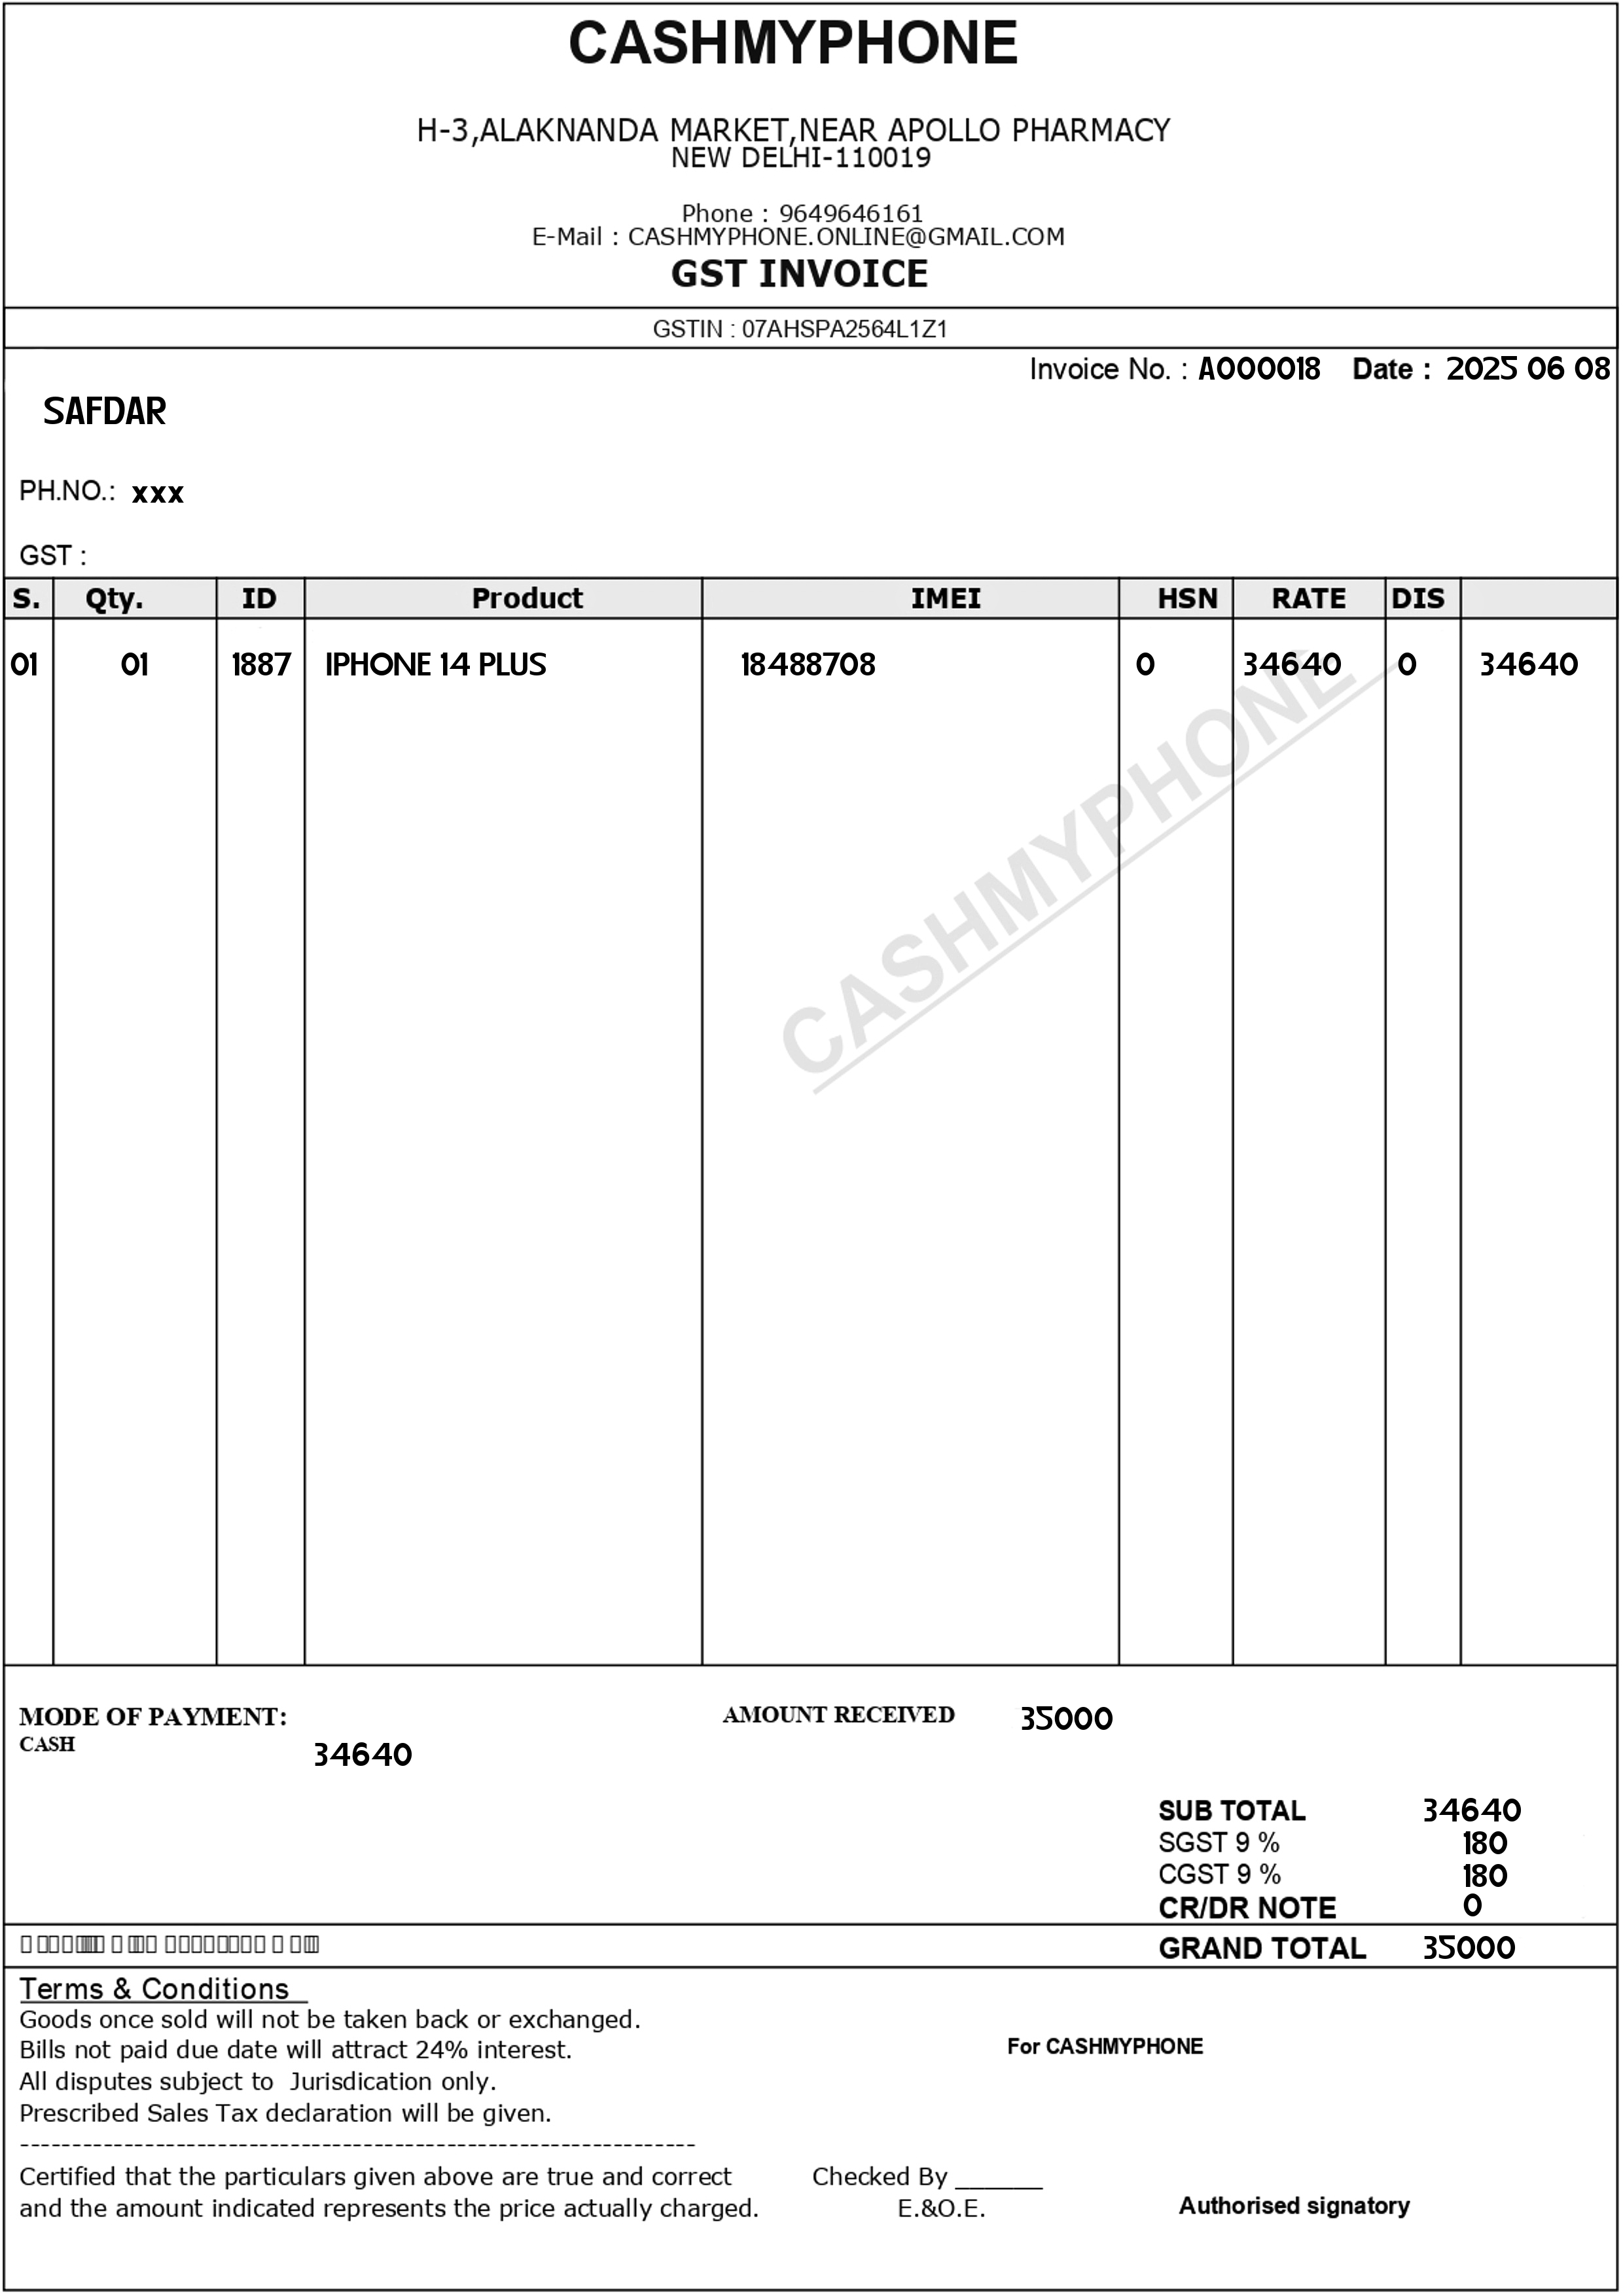 CASHMYPHONE
H-3,ALAKNANDA MARKET,NEAR APOLLO PHARMACY
NEW DELHI-110019
Phone : 9649646161
E-Mail : CASHMYPHONE.ONLINE@GMAIL.COM
GST INVOICE
GSTIN : 07AHSPA2564L1Z1
Invoice No. : A000018 Date : 2025 06 08
SAFDAR
PH.NO.: xxx
GST :
S. Qty. ID Product IMEI HSN RATE DIS
01 01 1887 IPHONE 14 PLUS 18488708 0 34640 0 34640
CASHMYPHONE
MODE OF PAYMENT: AMOUNT RECEIVED 35000
CASH 34640
SUB TOTAL 34640
SGST 9 % 180
CGST 9 % 180
CR/DR NOTE 0
GRAND TOTAL 35000
Terms & Conditions
Goods once sold will not be taken back or exchanged.
Bills not paid due date will attract 24% interest.
For CASHMYPHONE
All disputes subject to Jurisdication only.
Prescribed Sales Tax declaration will be given.
-----------------------------------------------------------------
Certified that the particulars given above are true and correct Checked By ______
and the amount indicated represents the price actually charged. E.&O.E. Authorised signatory